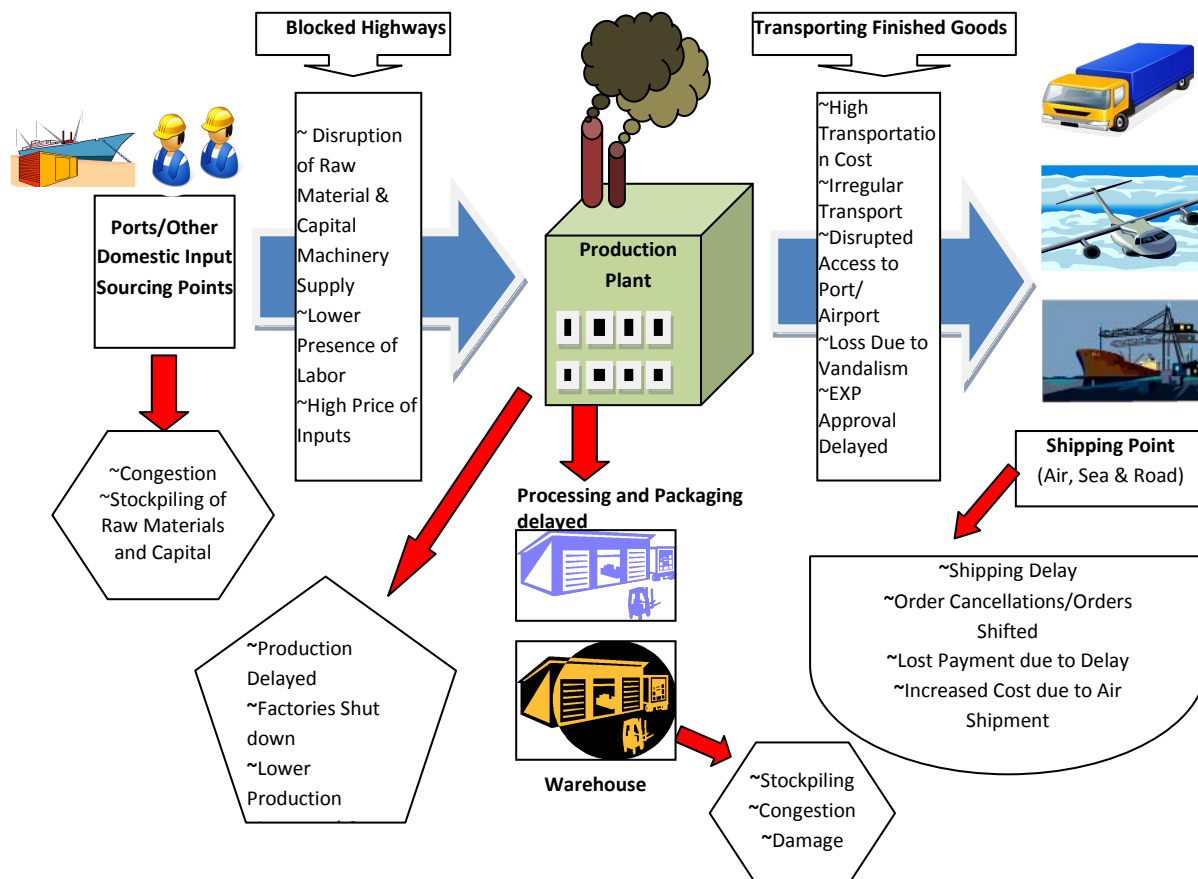 Blocked Highways
Transporting Finished Goods
Ports/Other
Domestic Input
Sourcing Points
~ Disruption
of Raw
Material &
Capital
Machinery
Supply
~Lower
Presence of
Labor
~High Price of
Inputs
Production
Plant
~High
Transportatio
n Cost
~Irregular
Transport
~Disrupted
Access to
Port/
Airport
~Loss Due to
Vandalism
~EXP
Approval
Delayed
Shipping Point
(Air, Sea & Road)
~Congestion
~Stockpiling of
Raw Materials
and Capital
Processing and Packaging
delayed
~Production
Delayed
~Factories Shut
down
~Lower
Production
Warehouse
~Stockpiling
~Congestion
~Damage
~Shipping Delay
~Order Cancellations/Orders
Shifted
~Lost Payment due to Delay
~Increased Cost due to Air
Shipment